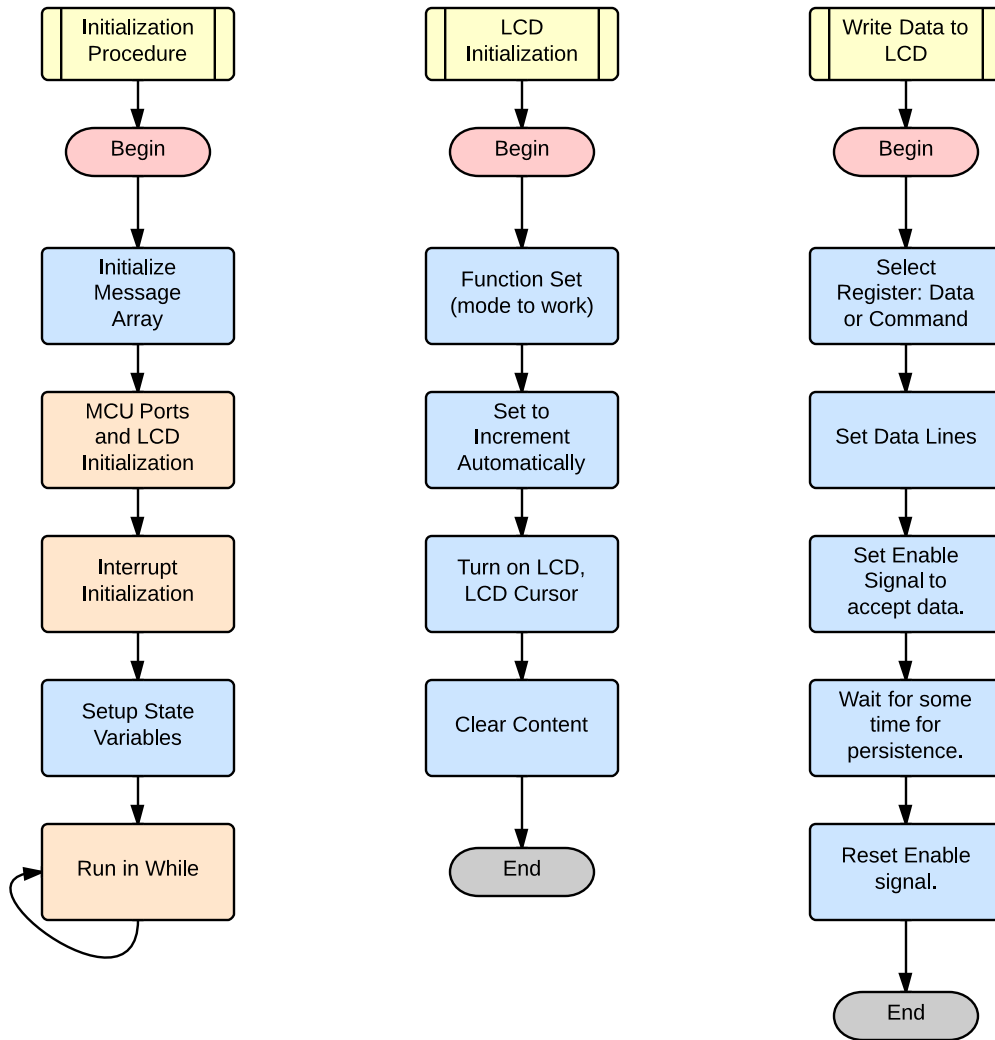 Initialization
Procedure
Begin
Initialize
Message
Array
MCU Ports
and LCD
Initialization
Interrupt
Initialization
Setup State
Variables
Run in While
LCD
Initialization
Begin
Function Set
(mode to work)
Set to
Increment
Automatically
Turn on LCD,
LCD Cursor
Clear Content
End
Write Data to
LCD
Begin
Select
Register: Data
or Command
Set Data Lines
Set Enable
Signal to
accept data.
Wait for some
time for
persistence.
Reset Enable
signal.
End